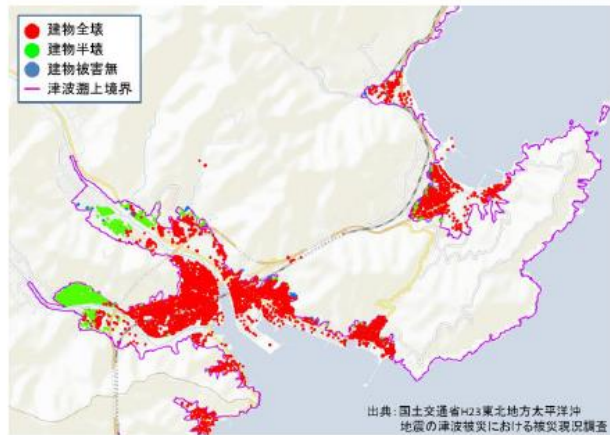 建物全壊
建物半壊
建物被害無
津波遡上境界
出典:国土交通省H23東北地方太平洋沖
地震の津波被災における被災現況調査